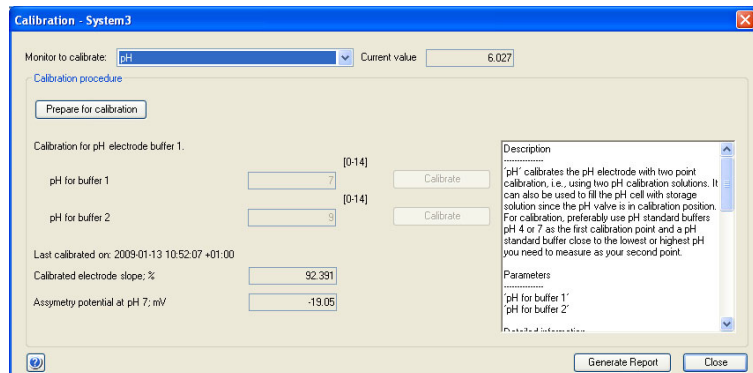 Calibration - System3
Monitor to calibrate: pH Current value 6.027
Calibration procedure
Prepare for calibration
Calibration for pH electrode buffer 1.
[0-14]
pH for buffer 1 7 Calibrate
[0-14]
pH for buffer 2 9 Calibrate
Last calibrated on: 2009-01-13 10:52:07 +01:00
Calibrated electrode slope; % 92.391
Assymetry potential at pH 7; mV -19.05
Description
---------------
'pH' calibrates the pH electrode with two point
calibration, i.e., using two pH calibration solutions. It
can also be used to fill the pH cell with storage
solution since the pH valve is in calibration position.
For calibration, preferably use pH standard buffers
pH 4 or 7 as the first calibration point and a pH
standard buffer close to the lowest or highest pH
you need to measure as your second point.
Parameters
---------------
'pH for buffer 1'
'pH for buffer 2'
Detailed information
Generate Report Close